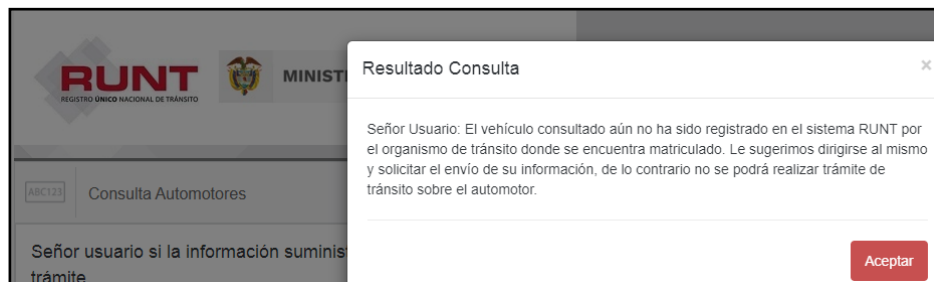 RUNT
REGISTRO ÚNICO NACIONAL DE TRÁNSITO
MINISTI
Resultado Consulta
×
Señor Usuario: El vehículo consultado aún no ha sido registrado en el sistema RUNT por
el organismo de tránsito donde se encuentra matriculado. Le sugerimos dirigirse al mismo
y solicitar el envío de su información, de lo contrario no se podrá realizar trámite de
tránsito sobre el automotor.
Aceptar
ABC123
Consulta Automotores
Señor usuario si la información suminis
trámite